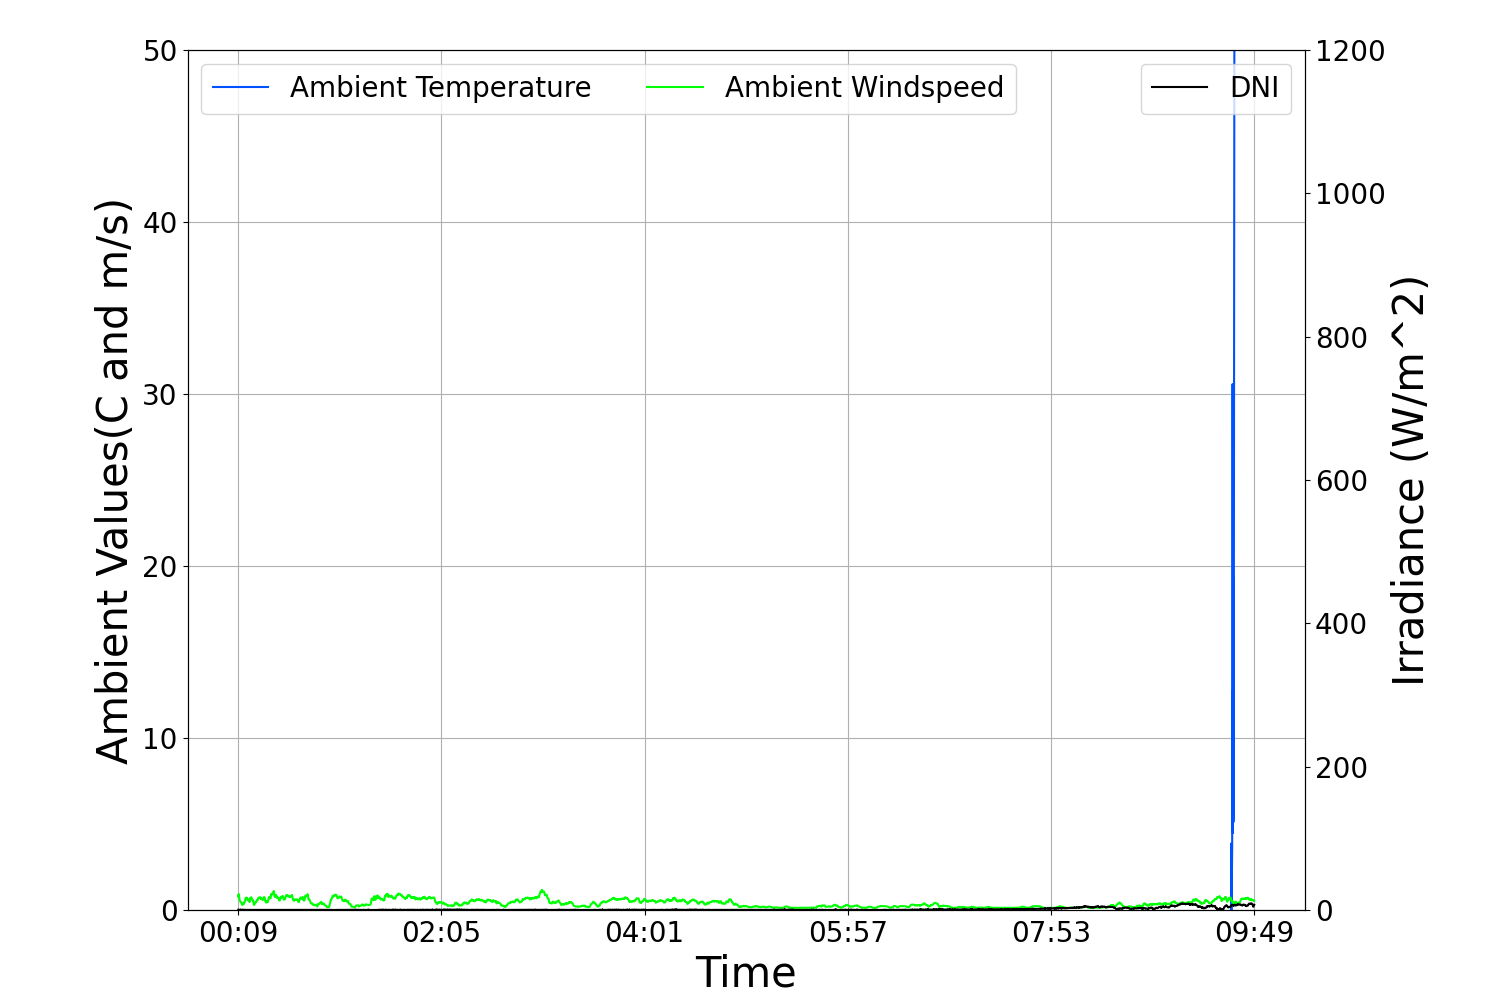 Ambient Temperature
Ambient Windspeed
DNI
Ambient Values(C and m/s)
50
40
30
20
10
0
1200
1000
800
600
400
200
0
Irradiance (W/m^2)
00:09 02:05 04:01 05:57 07:53 09:49
Time